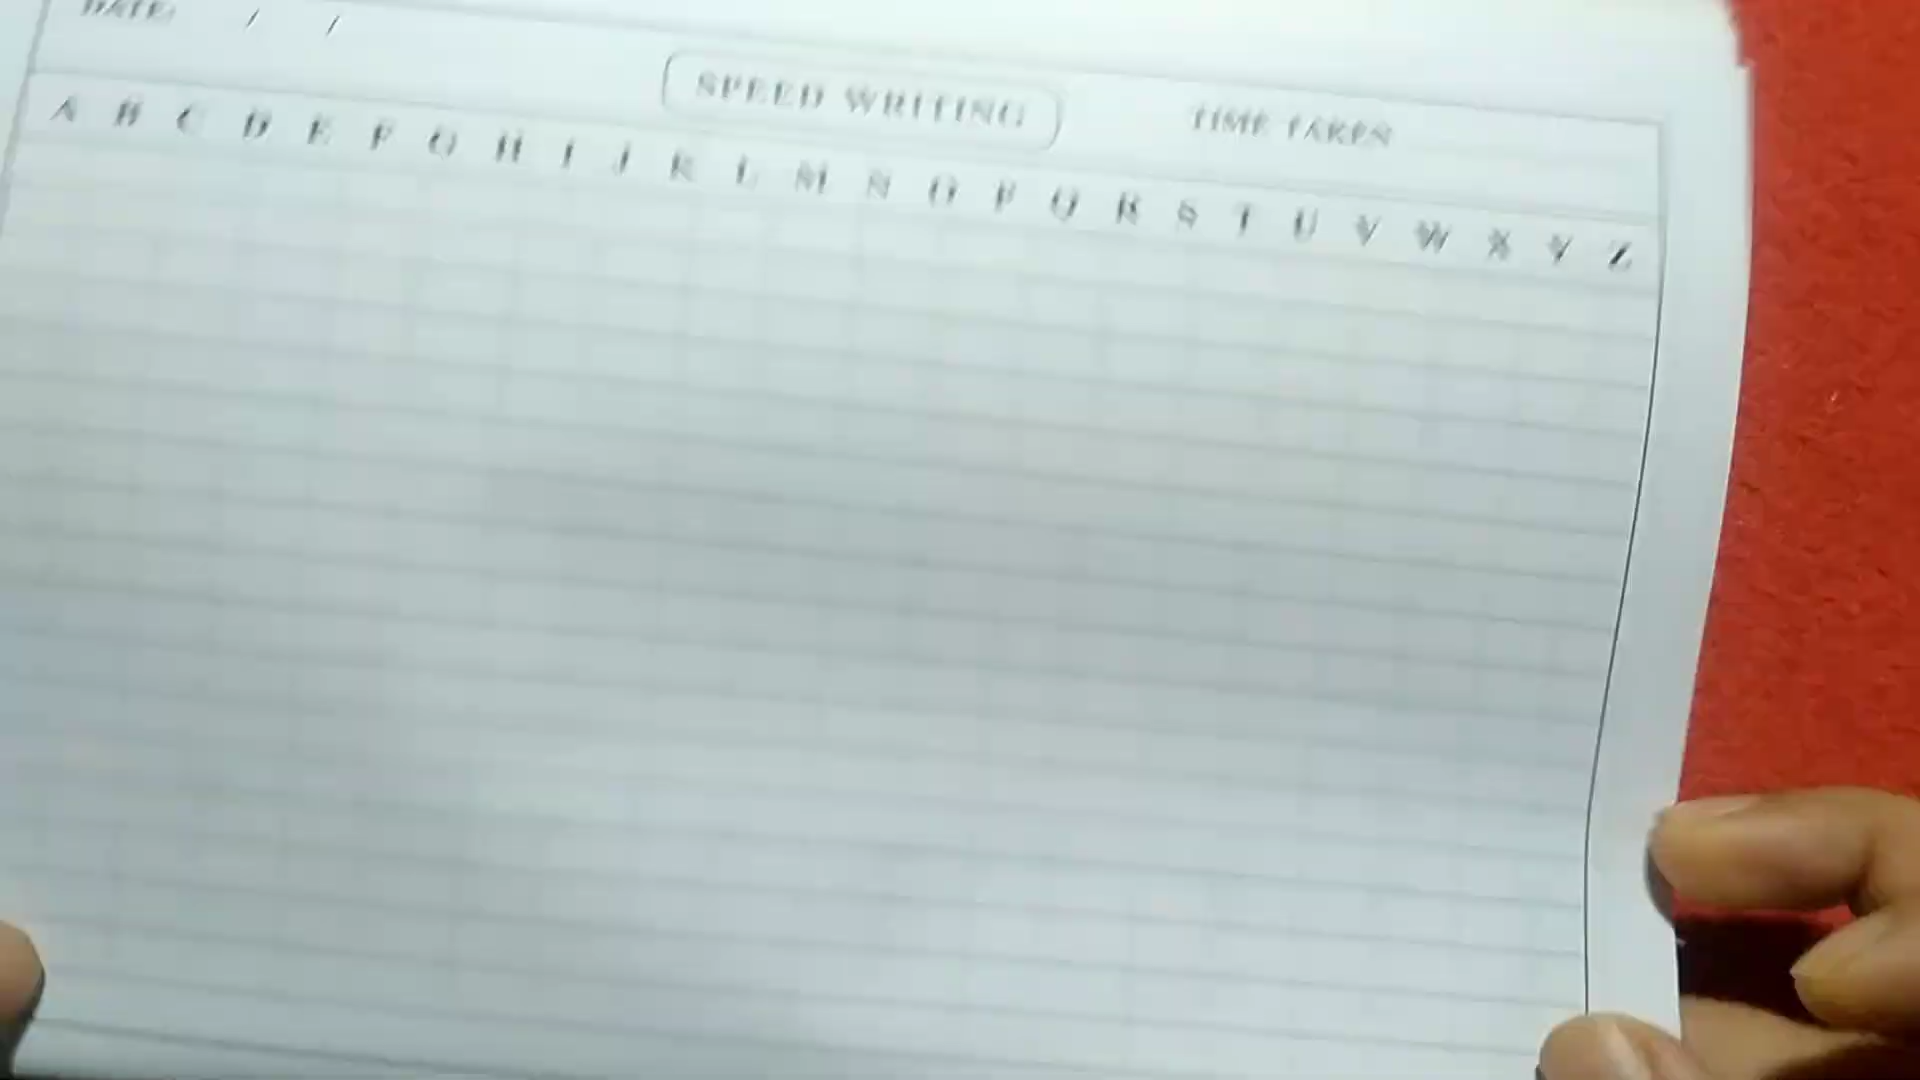 DATE: / /
SPEED WRITING
TIME TAKEN
A B C D E F G H I J K L M N O P Q R S T U V W X Y Z